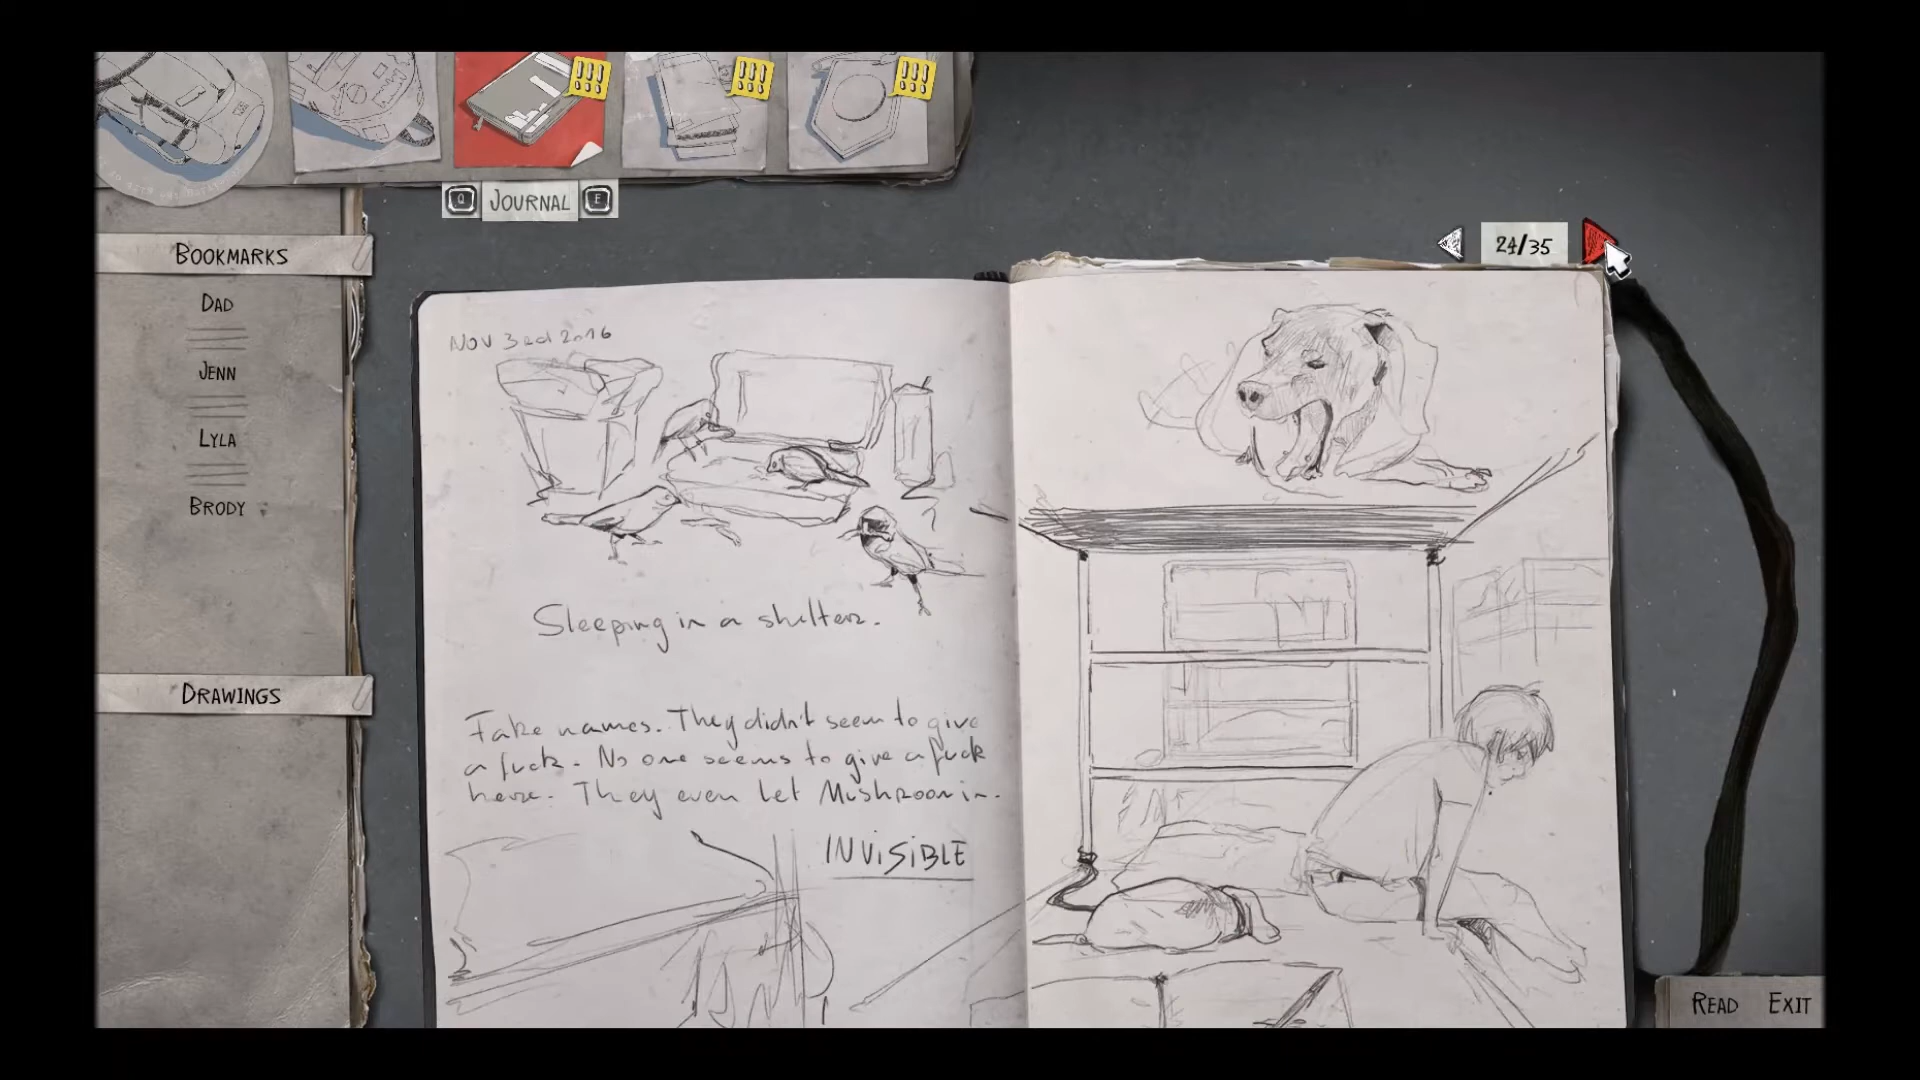 Q JOURNAL E
24/35
BOOKMARKS
DAD
JENN
LYLA
BRODY
DRAWINGS
NOV 3rd 2016
Sleeping in a shelter.
Fake names. They didn't seem to give
a fuck. No one seems to give a fuck
here. They even let Mushroom in.
INVISIBLE
READ EXIT